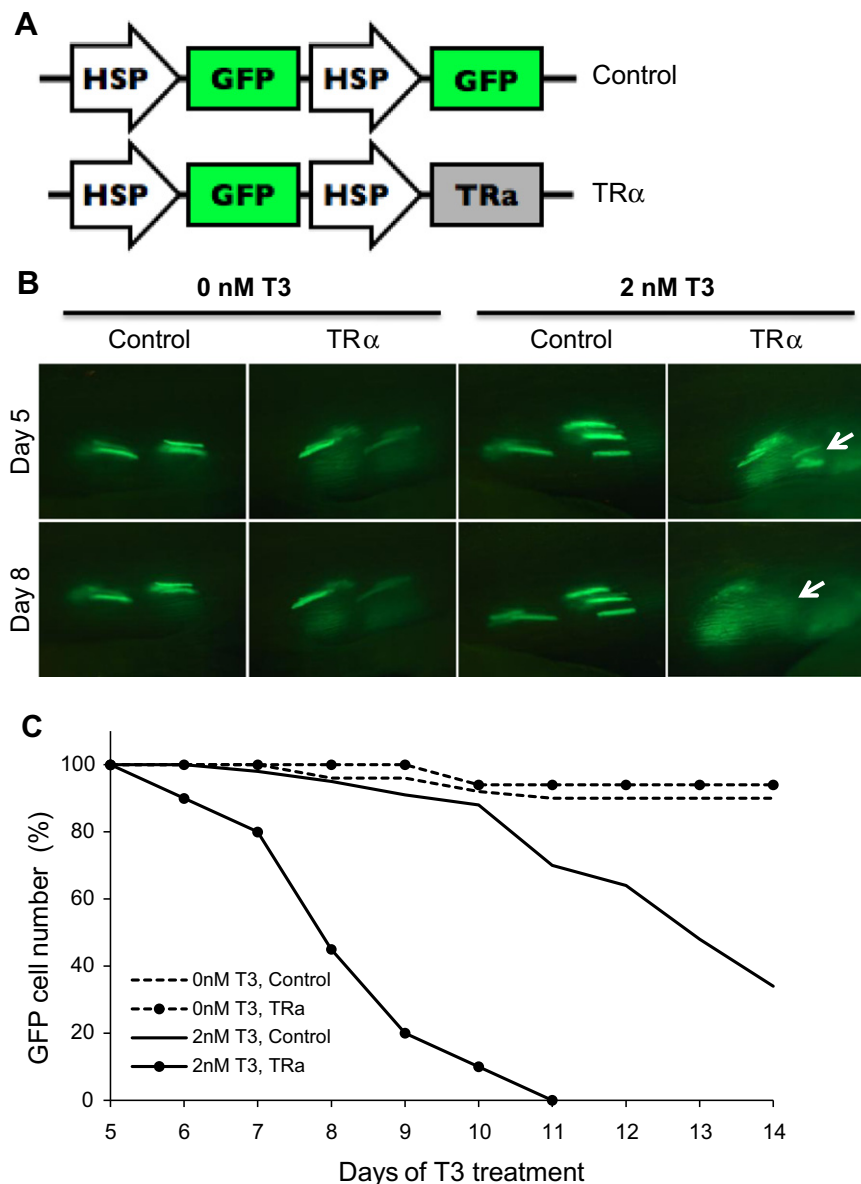 A
HSP GFP HSP GFP Control
HSP GFP HSP TRa TRα
B
0 nM T3 2 nM T3
Control TRα Control TRα
Day 5
Day 8
C
GFP cell number (%)
100
80
60
40
20
0
0nM T3, Control
0nM T3, TRa
2nM T3, Control
2nM T3, TRa
5 6 7 8 9 10 11 12 13 14
Days of T3 treatment